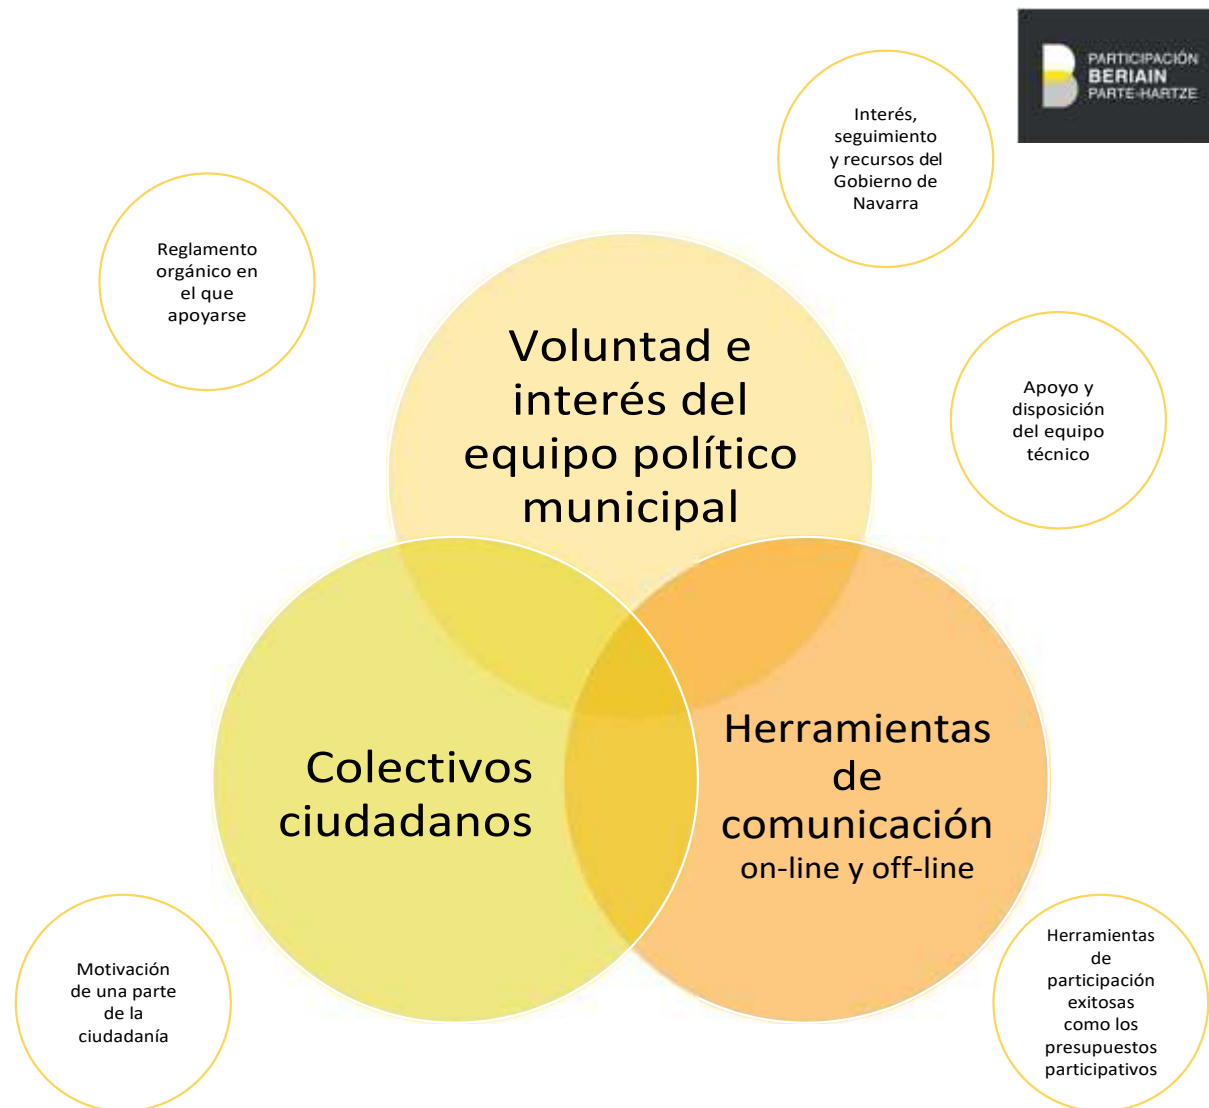 PARTICIPACIÓN
BERIAIN
PARTE-HARTZE
Interés,
seguimiento
y recursos del
Gobierno de
Navarra
Reglamento
orgánico en
el que
apoyarse
Voluntad e
interés del
equipo político
municipal
Apoyo y
disposición
del equipo
técnico
Colectivos
ciudadanos
Herramientas
de
comunicación
on-line y off-line
Motivación
de una parte
de la
ciudadanía
Herramientas
de
participación
exitosas
como los
presupuestos
participativos